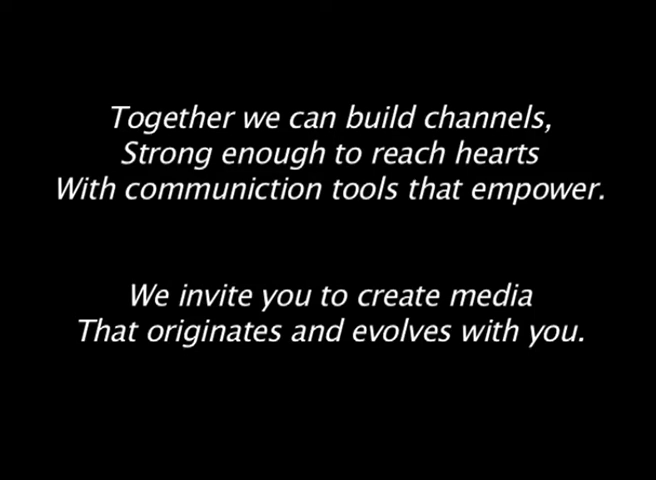 Together we can build channels,
Strong enough to reach hearts
With communiction tools that empower.
We invite you to create media
That originates and evolves with you.